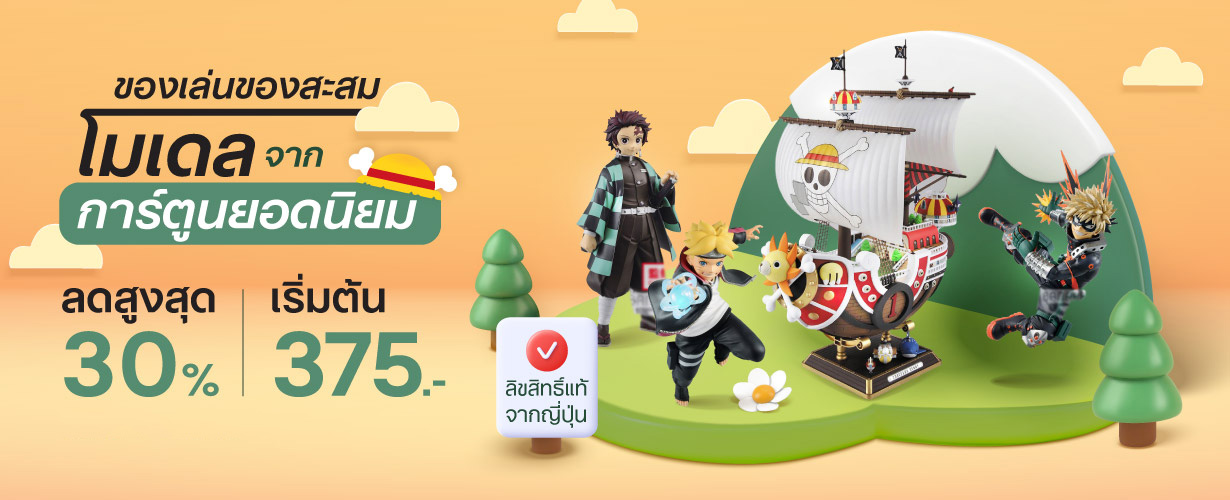 ของเล่นของสะสม
โมเดล จาก
การ์ตูนยอดนิยม
ลดสูงสุด
30%
เริ่มต้น
375.-
ลิขสิทธิ์แท้
จากญี่ปุ่น